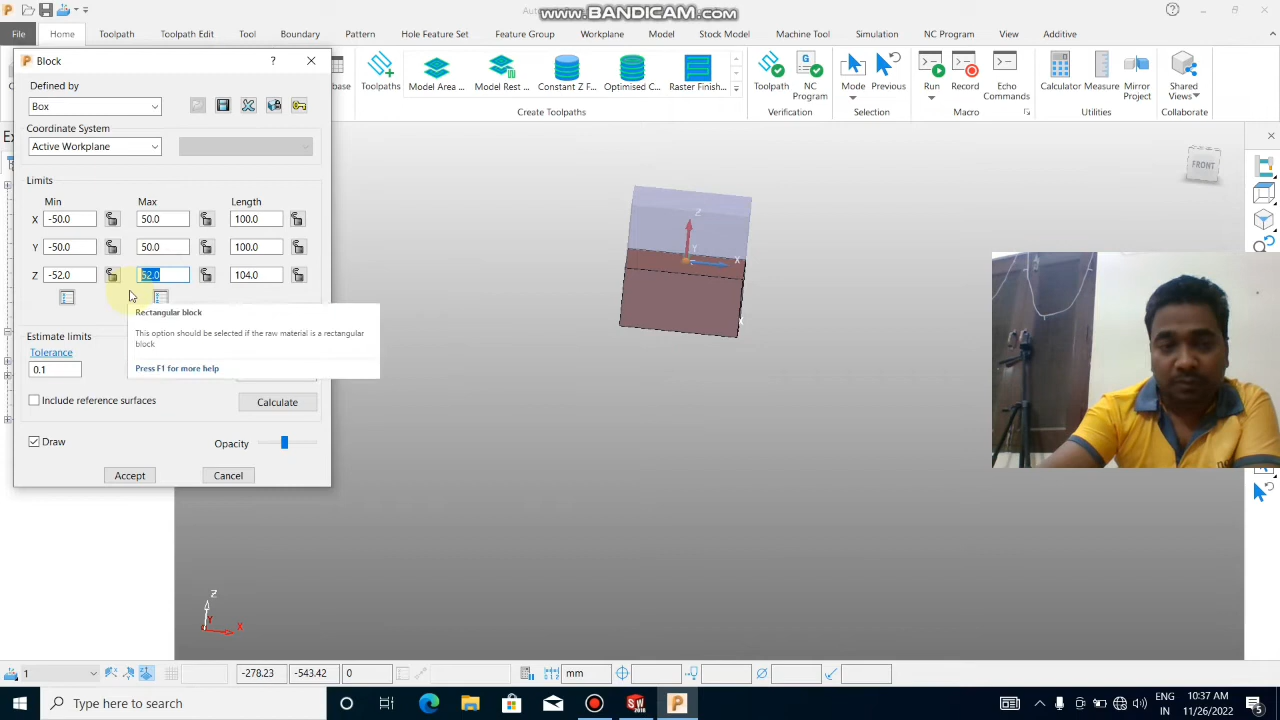 www.BANDICAM.com
File Home Toolpath Toolpath Edit Tool Boundary Hole Feature Set Feature Group Workplane Model Stock Model Machine Tool Simulation NC Program View Additive
Toolpaths
Model Area ...
Model Rest ...
Constant Z F...
Optimised C...
Raster Finish...
Toolpath
NC Program
Mode
Previous
Run
Record
Echo Commands
Calculator
Measure
Mirror Project
Shared Views
Create Toolpaths
Verification
Macro
Utilities
Collaborate
Block
?
Defined by
Box
Coordinate System
Active Workplane
Limits
Min Max Length
X -50.0 50.0 100.0
Y -50.0 50.0 100.0
Z -52.0 52.0 104.0
Rectangular block
This option should be selected if the raw material is a rectangular
block
Press F1 for more help
Estimate limits
Tolerance
0.1
Include reference surfaces
Calculate
Draw
Opacity
Accept
Cancel
Z
Y
X
FRONT
Z
Y
X
1
-278.23 -543.42 0
mm
Type here to search
ENG
IN
10:37 AM
11/26/2022
5